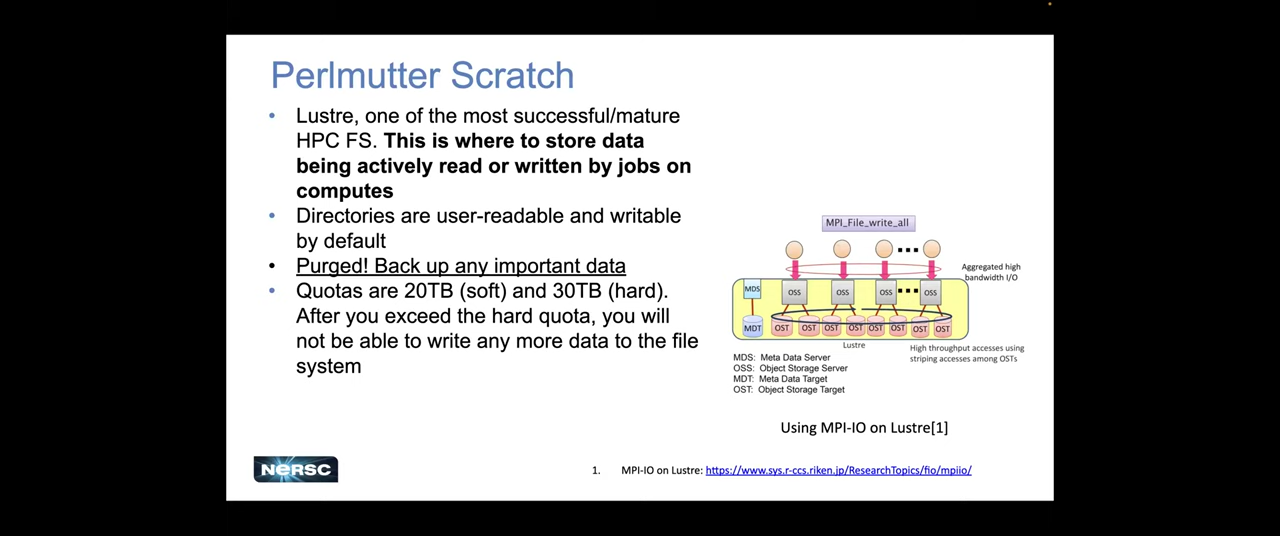 Perlmutter Scratch
• Lustre, one of the most successful/mature
HPC FS. This is where to store data
being actively read or written by jobs on
computes
• Directories are user-readable and writable
by default
• Purged! Back up any important data
• Quotas are 20TB (soft) and 30TB (hard).
After you exceed the hard quota, you will
not be able to write any more data to the file
system
MPI_File_write_all
Aggregated high
bandwidth I/O
MDS OSS OSS OSS OSS
MDT OST OST OST OST OST OST OST OST
Lustre
High throughput accesses using
striping accesses among OSTs
MDS: Meta Data Server
OSS: Object Storage Server
MDT: Meta Data Target
OST: Object Storage Target
Using MPI-IO on Lustre[1]
NERSC
1. MPI-IO on Lustre: https://www.sys.r-ccs.riken.jp/ResearchTopics/fio/mpiio/